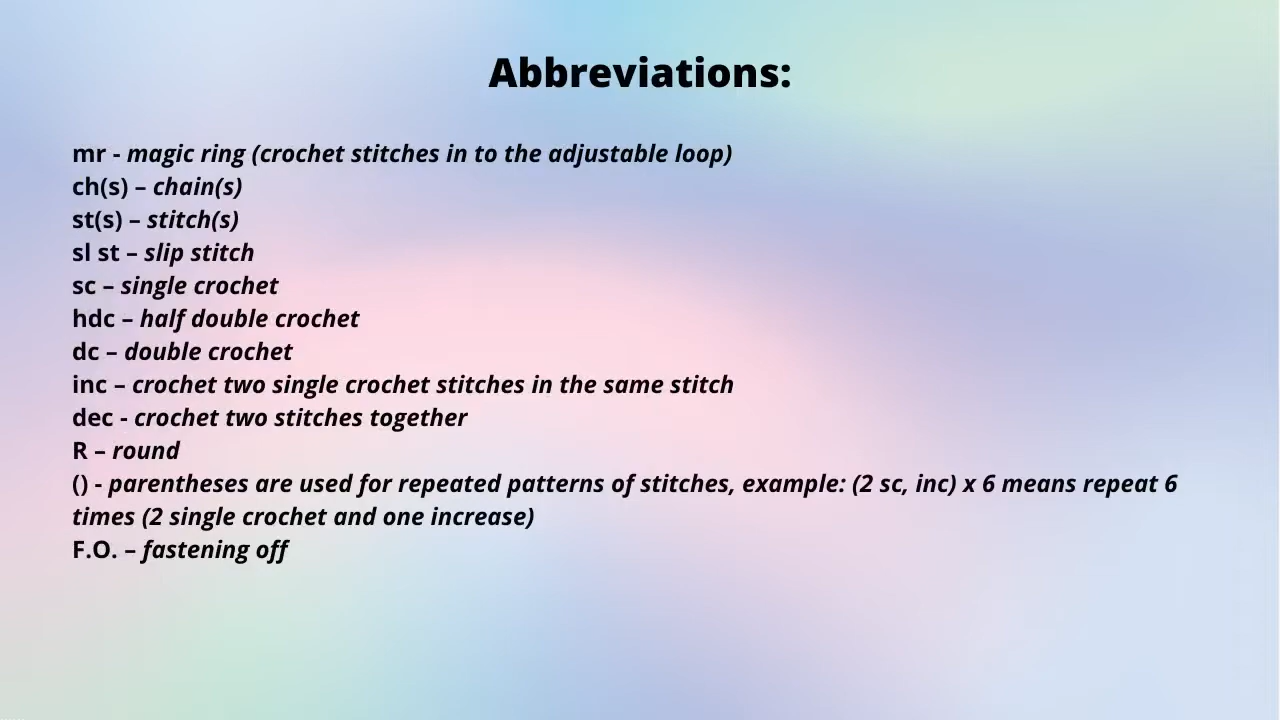 Abbreviations:
mr - magic ring (crochet stitches in to the adjustable loop)
ch(s) – chain(s)
st(s) – stitch(s)
sl st – slip stitch
sc – single crochet
hdc – half double crochet
dc – double crochet
inc – crochet two single crochet stitches in the same stitch
dec - crochet two stitches together
R – round
() - parentheses are used for repeated patterns of stitches, example: (2 sc, inc) x 6 means repeat 6
times (2 single crochet and one increase)
F.O. – fastening off